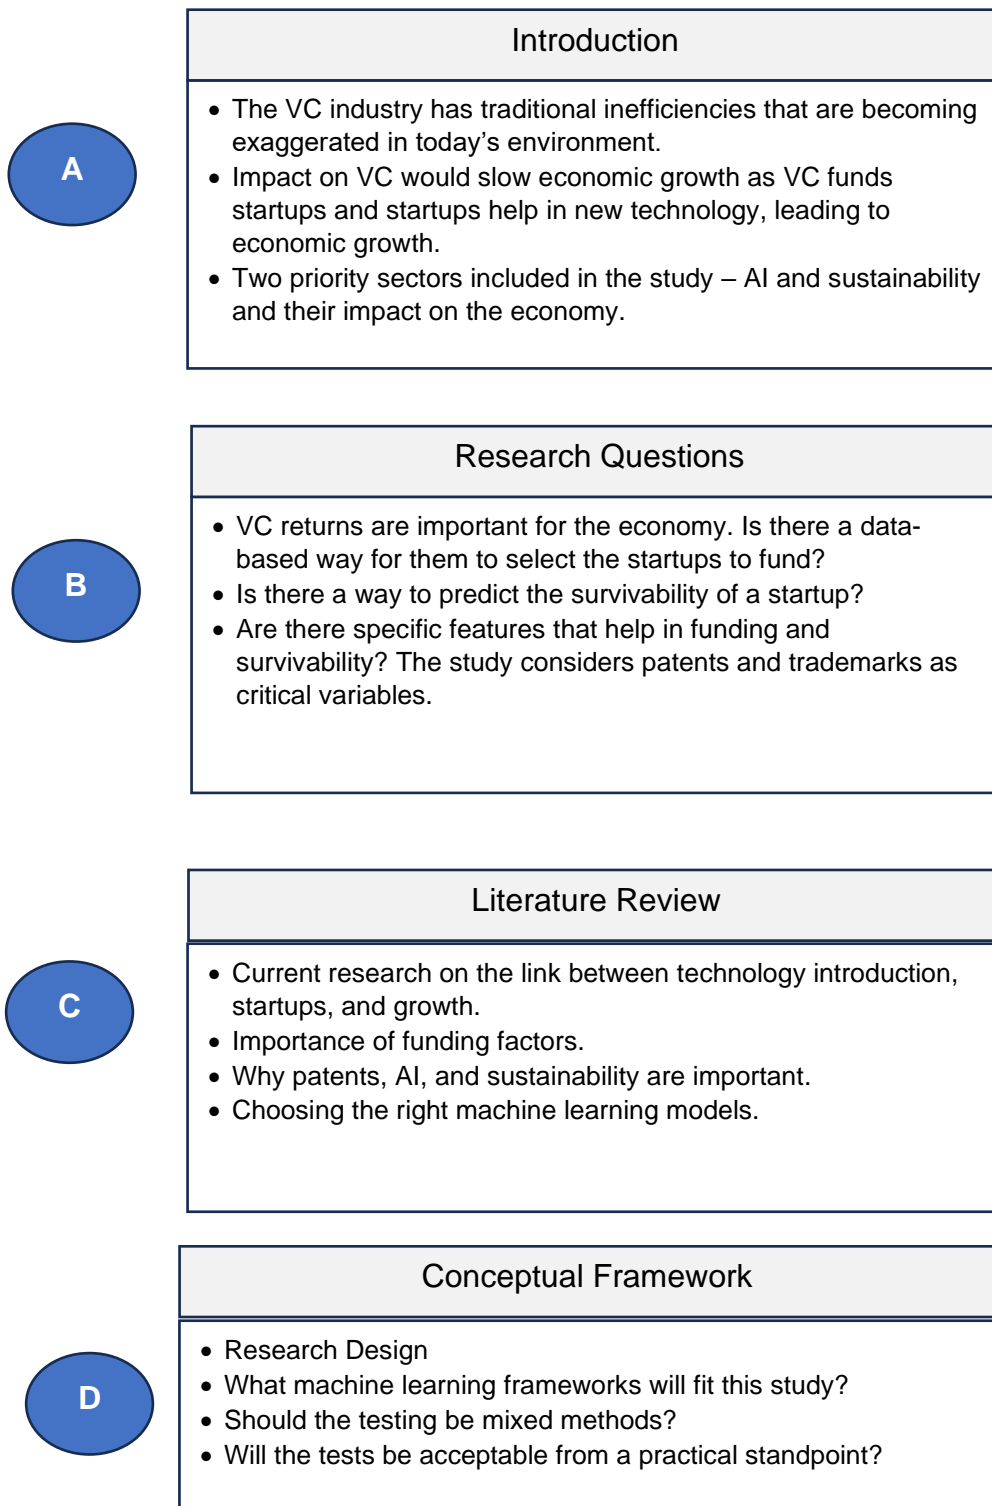 Introduction
A
• The VC industry has traditional inefficiencies that are becoming
exaggerated in today’s environment.
• Impact on VC would slow economic growth as VC funds
startups and startups help in new technology, leading to
economic growth.
• Two priority sectors included in the study – AI and sustainability
and their impact on the economy.
Research Questions
B
• VC returns are important for the economy. Is there a data-
based way for them to select the startups to fund?
• Is there a way to predict the survivability of a startup?
• Are there specific features that help in funding and
survivability? The study considers patents and trademarks as
critical variables.
Literature Review
C
• Current research on the link between technology introduction,
startups, and growth.
• Importance of funding factors.
• Why patents, AI, and sustainability are important.
• Choosing the right machine learning models.
Conceptual Framework
D
• Research Design
• What machine learning frameworks will fit this study?
• Should the testing be mixed methods?
• Will the tests be acceptable from a practical standpoint?